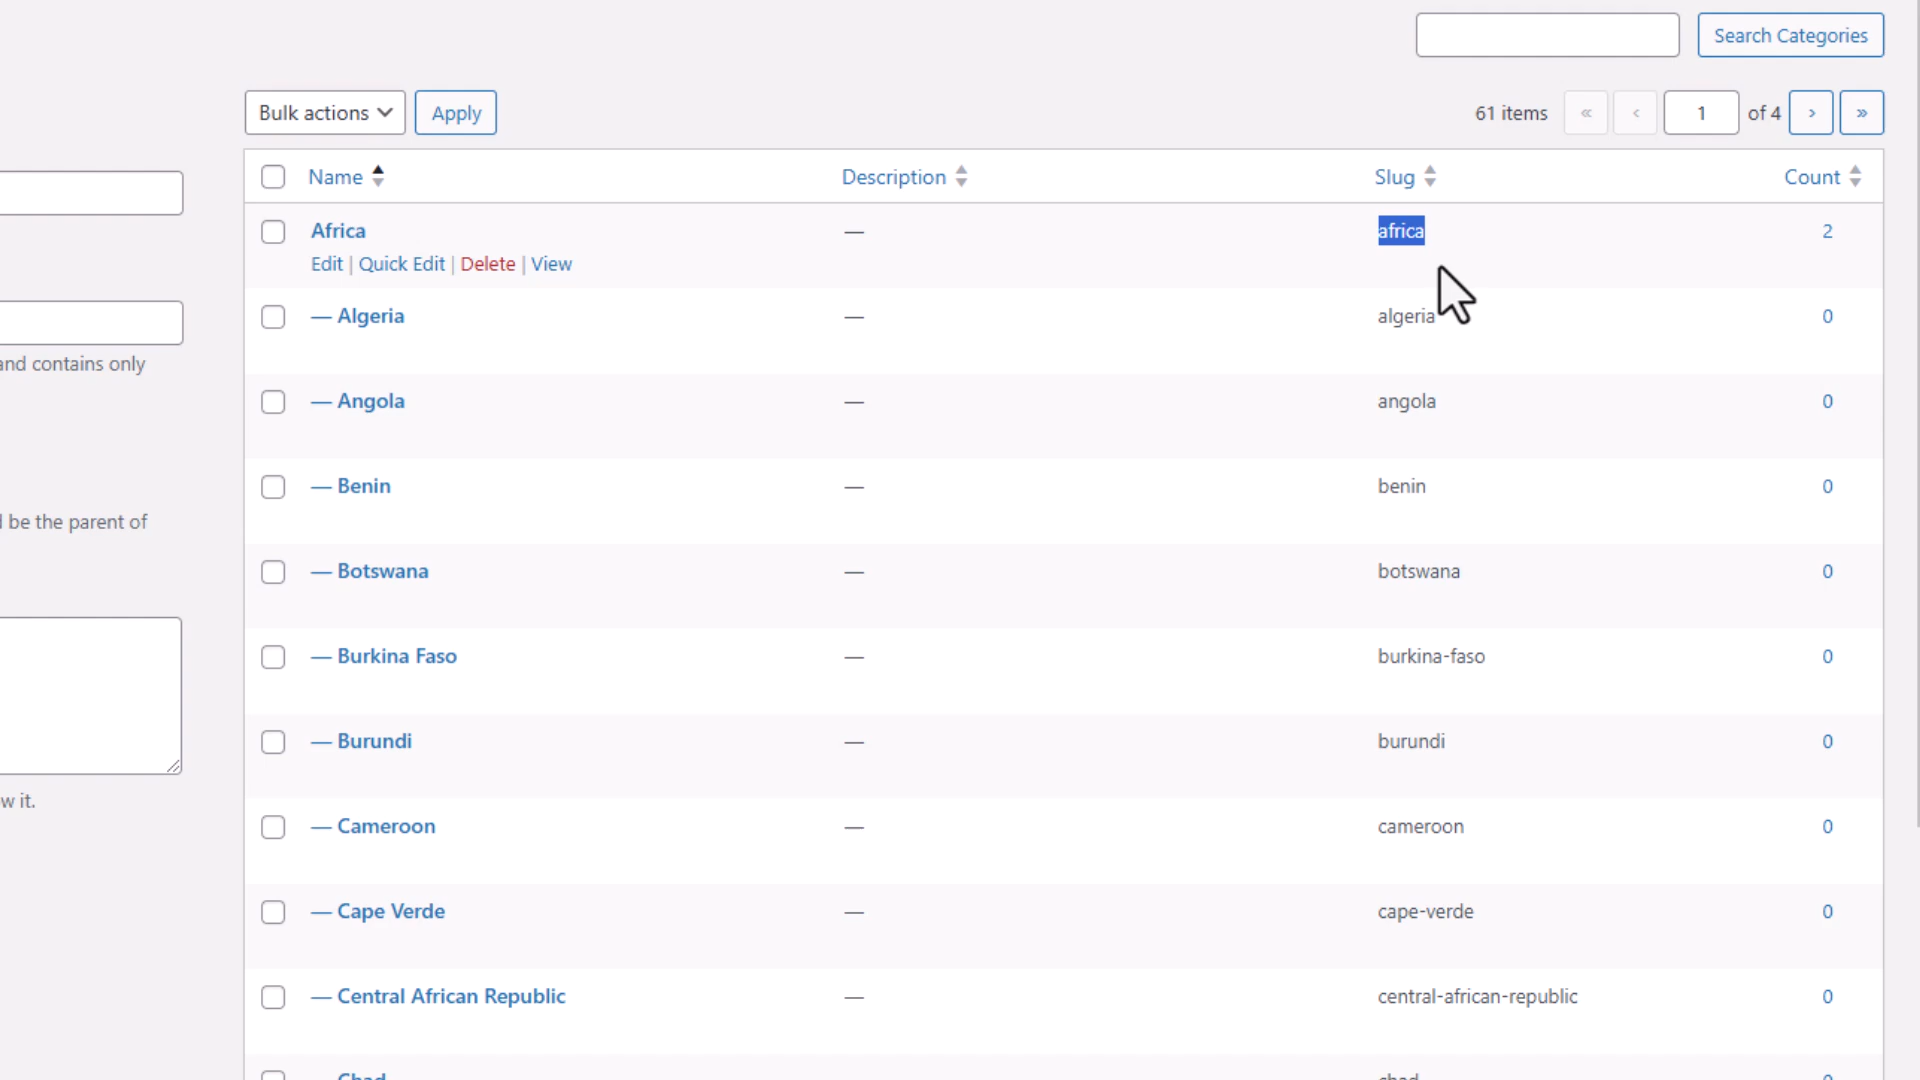 Search Categories
Bulk actions Apply 61 items « ‹ 1 of 4 › »
Name Description Slug Count
Africa — africa 2
Edit | Quick Edit | Delete | View
— Algeria — algeria 0
and contains only
— Angola — angola 0
— Benin — benin 0
d be the parent of
— Botswana — botswana 0
— Burkina Faso — burkina-faso 0
— Burundi — burundi 0
w it.
— Cameroon — cameroon 0
— Cape Verde — cape-verde 0
— Central African Republic — central-african-republic 0
— Chad — chad 0